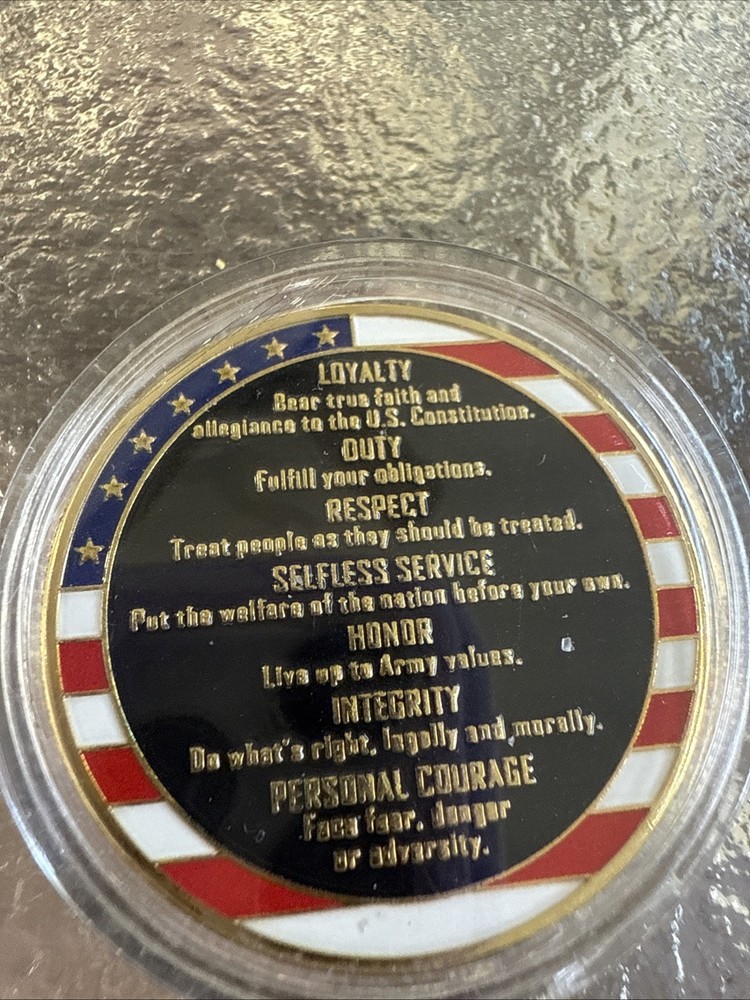 LOYALTY
Bear true faith and
allegiance to the U.S. Constitution.
DUTY
Fulfill your obligations.
RESPECT
Treat people as they should be treated.
SELFLESS SERVICE
Put the welfare of the nation before your own.
HONOR
Live up to Army values.
INTEGRITY
Do what's right, legally and morally.
PERSONAL COURAGE
Face fear, danger
or adversity.